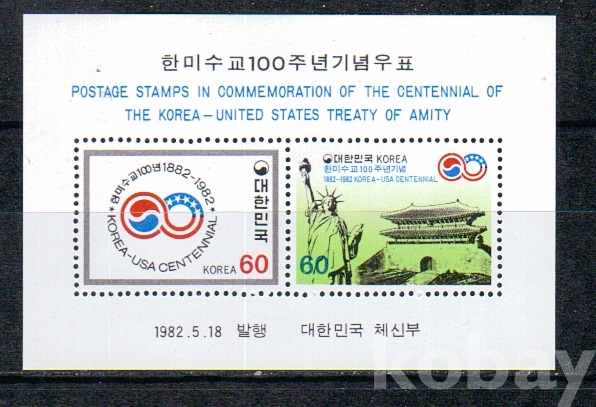 한미수교100주년기념우표
POSTAGE STAMPS IN COMMEMORATION OF THE CENTENNIAL OF
THE KOREA–UNITED STATES TREATY OF AMITY
한미수교100년 1882-1982
KOREA-USA CENTENNIAL
대한민국
KOREA 60
대한민국 KOREA
한미수교100주년기념
1882-1982 KOREA-USA CENTENNIAL
60
1982.5.18 발행 대한민국 체신부
kobay